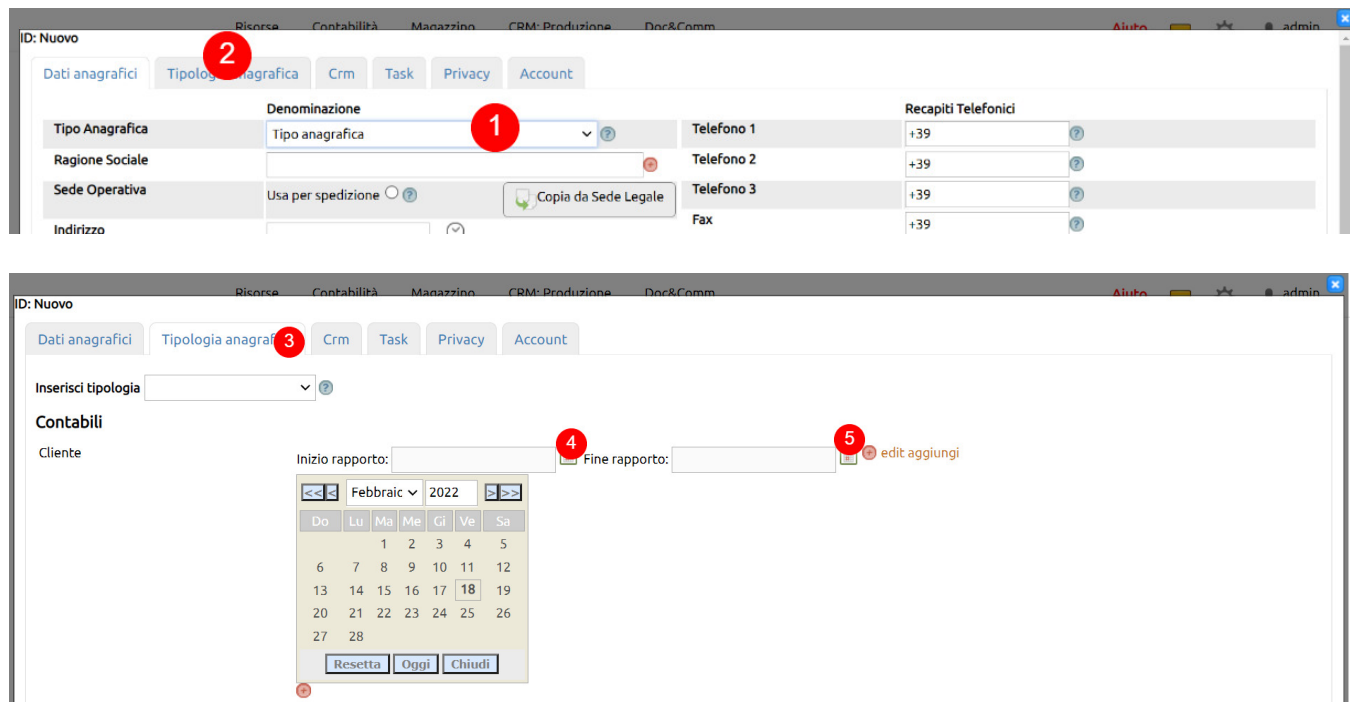 Risorse Contabilità Magazzino CRM: Produzione Doc&Comm Aiuto admin
ID: Nuovo
2
Dati anagrafici Tipologia anagrafica Crm Task Privacy Account
Denominazione Recapiti Telefonici
Tipo Anagrafica Tipo anagrafica 1 ? Telefono 1 +39 ?
Ragione Sociale Telefono 2 +39 ?
Sede Operativa Usa per spedizione ? Copia da Sede Legale Telefono 3 +39 ?
Indirizzo Fax +39 ?
Risorse Contabilità Magazzino CRM: Produzione Doc&Comm Aiuto admin
ID: Nuovo
Dati anagrafici Tipologia anagraf 3 Crm Task Privacy Account
Inserisci tipologia ?
Contabili
Cliente Inizio rapporto: 4 Fine rapporto: 5 edit aggiungi
<< < Febbraio 2022 > >>
Do Lu Ma Me Gi Ve Sa
1 2 3 4 5
6 7 8 9 10 11 12
13 14 15 16 17 18 19
20 21 22 23 24 25 26
27 28
Resetta Oggi Chiudi